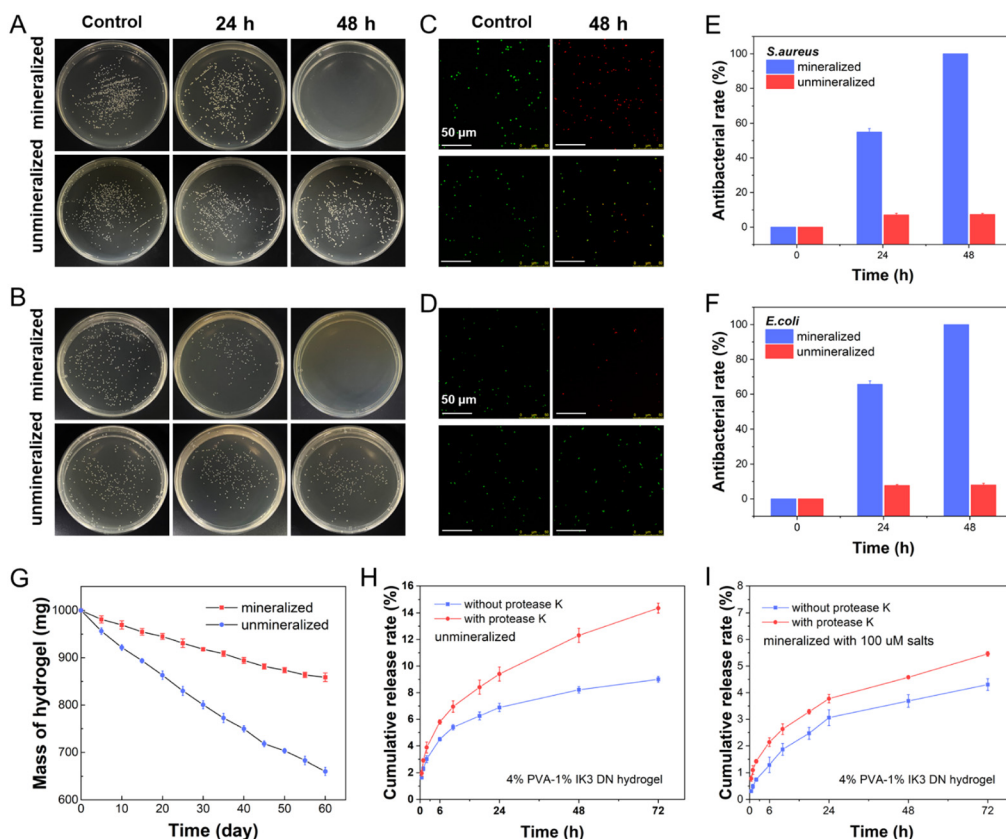 A
Control
24 h
48 h
mineralized
unmineralized
B
mineralized
unmineralized
C
Control
48 h
50 μm
D
50 μm
E
S.aureus
mineralized
unmineralized
Antibacterial rate (%)
100
80
60
40
20
0
0
24
48
Time (h)
F
E.coli
mineralized
unmineralized
Antibacterial rate (%)
100
80
60
40
20
0
0
24
48
Time (h)
G
mineralized
unmineralized
Mass of hydrogel (mg)
1000
900
800
700
600
0
10
20
30
40
50
60
Time (day)
H
without protease K
with protease K
unmineralized
4% PVA-1% IK3 DN hydrogel
Cumulative release rate (%)
16
14
12
10
8
6
4
2
0
0
6
24
48
72
Time (h)
I
without protease K
with protease K
mineralized with 100 uM salts
4% PVA-1% IK3 DN hydrogel
Cumulative release rate (%)
8
7
6
5
4
3
2
1
0
0
6
24
48
72
Time (h)